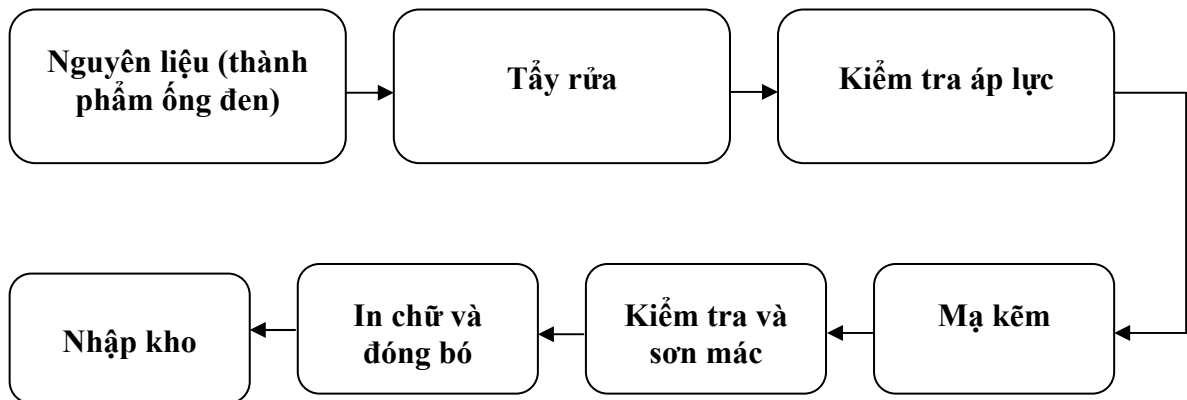 Nguyên liệu (thành
phẩm ống đen)
Tẩy rửa
Kiểm tra áp lực
Mạ kẽm
Kiểm tra và
sơn mác
In chữ và
đóng bó
Nhập kho